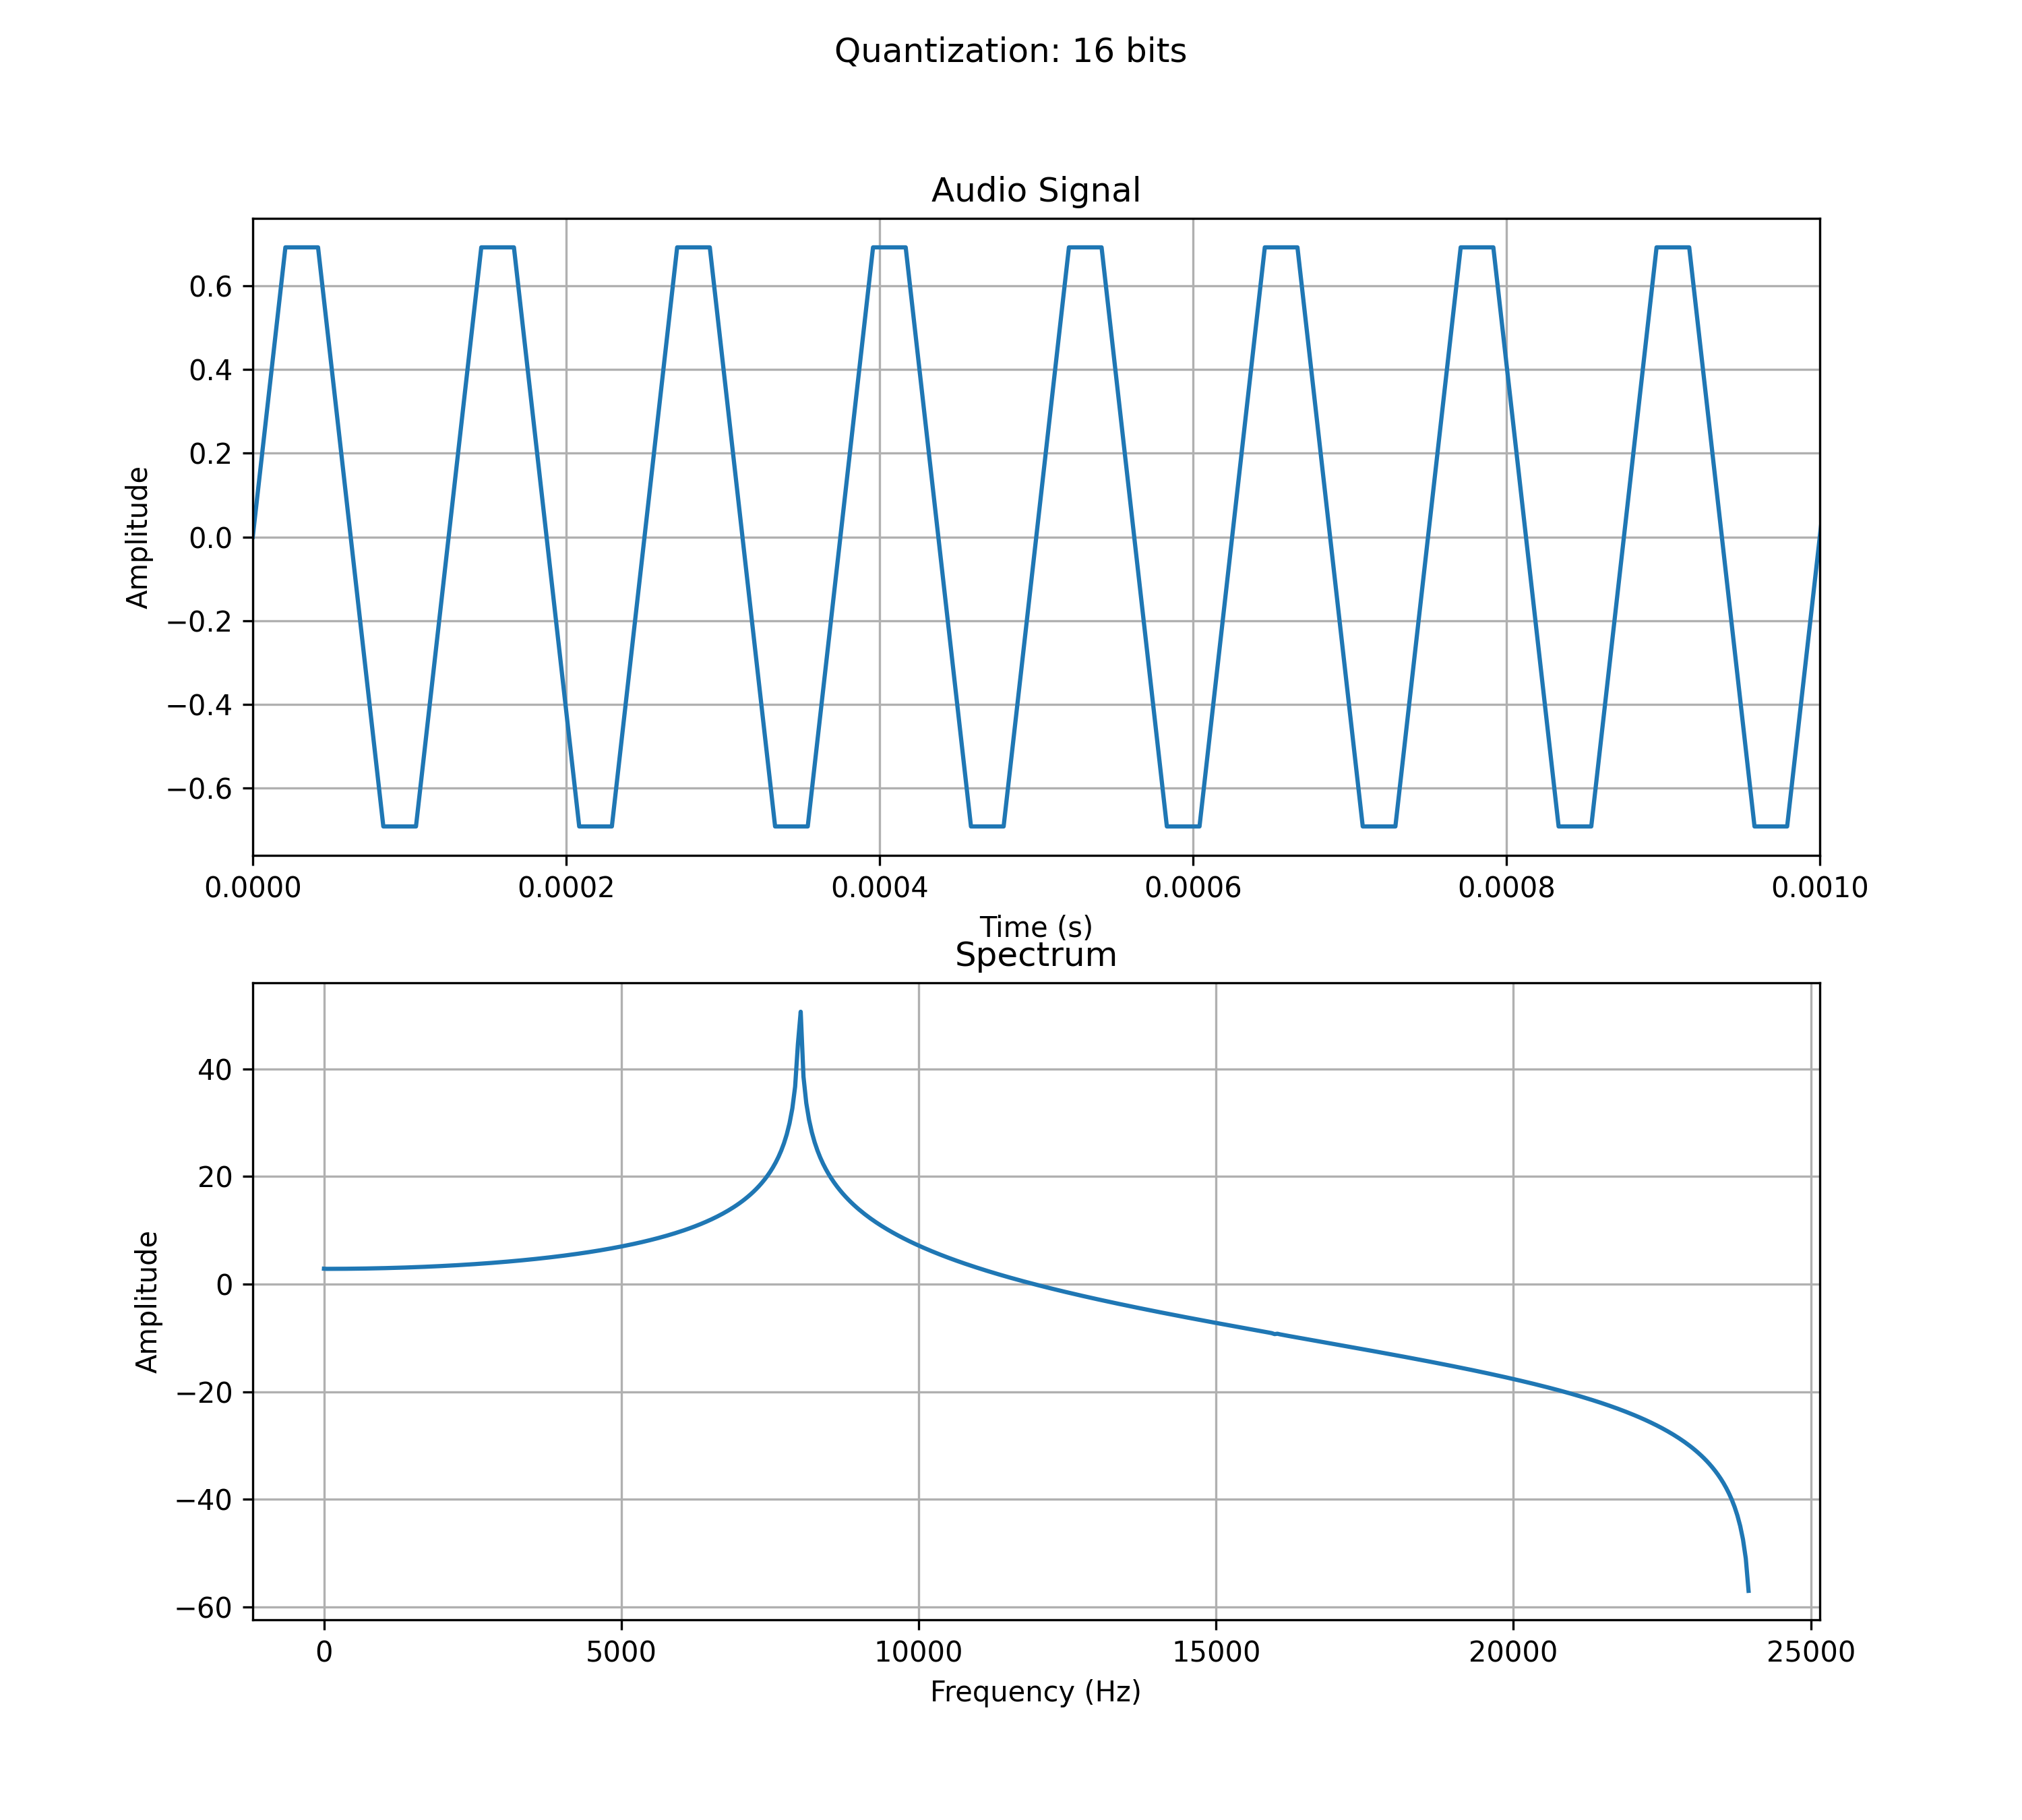 Quantization: 16 bits
Audio Signal
Amplitude
0.6
0.4
0.2
0.0
−0.2
−0.4
−0.6
0.0000 0.0002 0.0004 0.0006 0.0008 0.0010
Time (s)
Spectrum
Amplitude
40
20
0
−20
−40
−60
0 5000 10000 15000 20000 25000
Frequency (Hz)